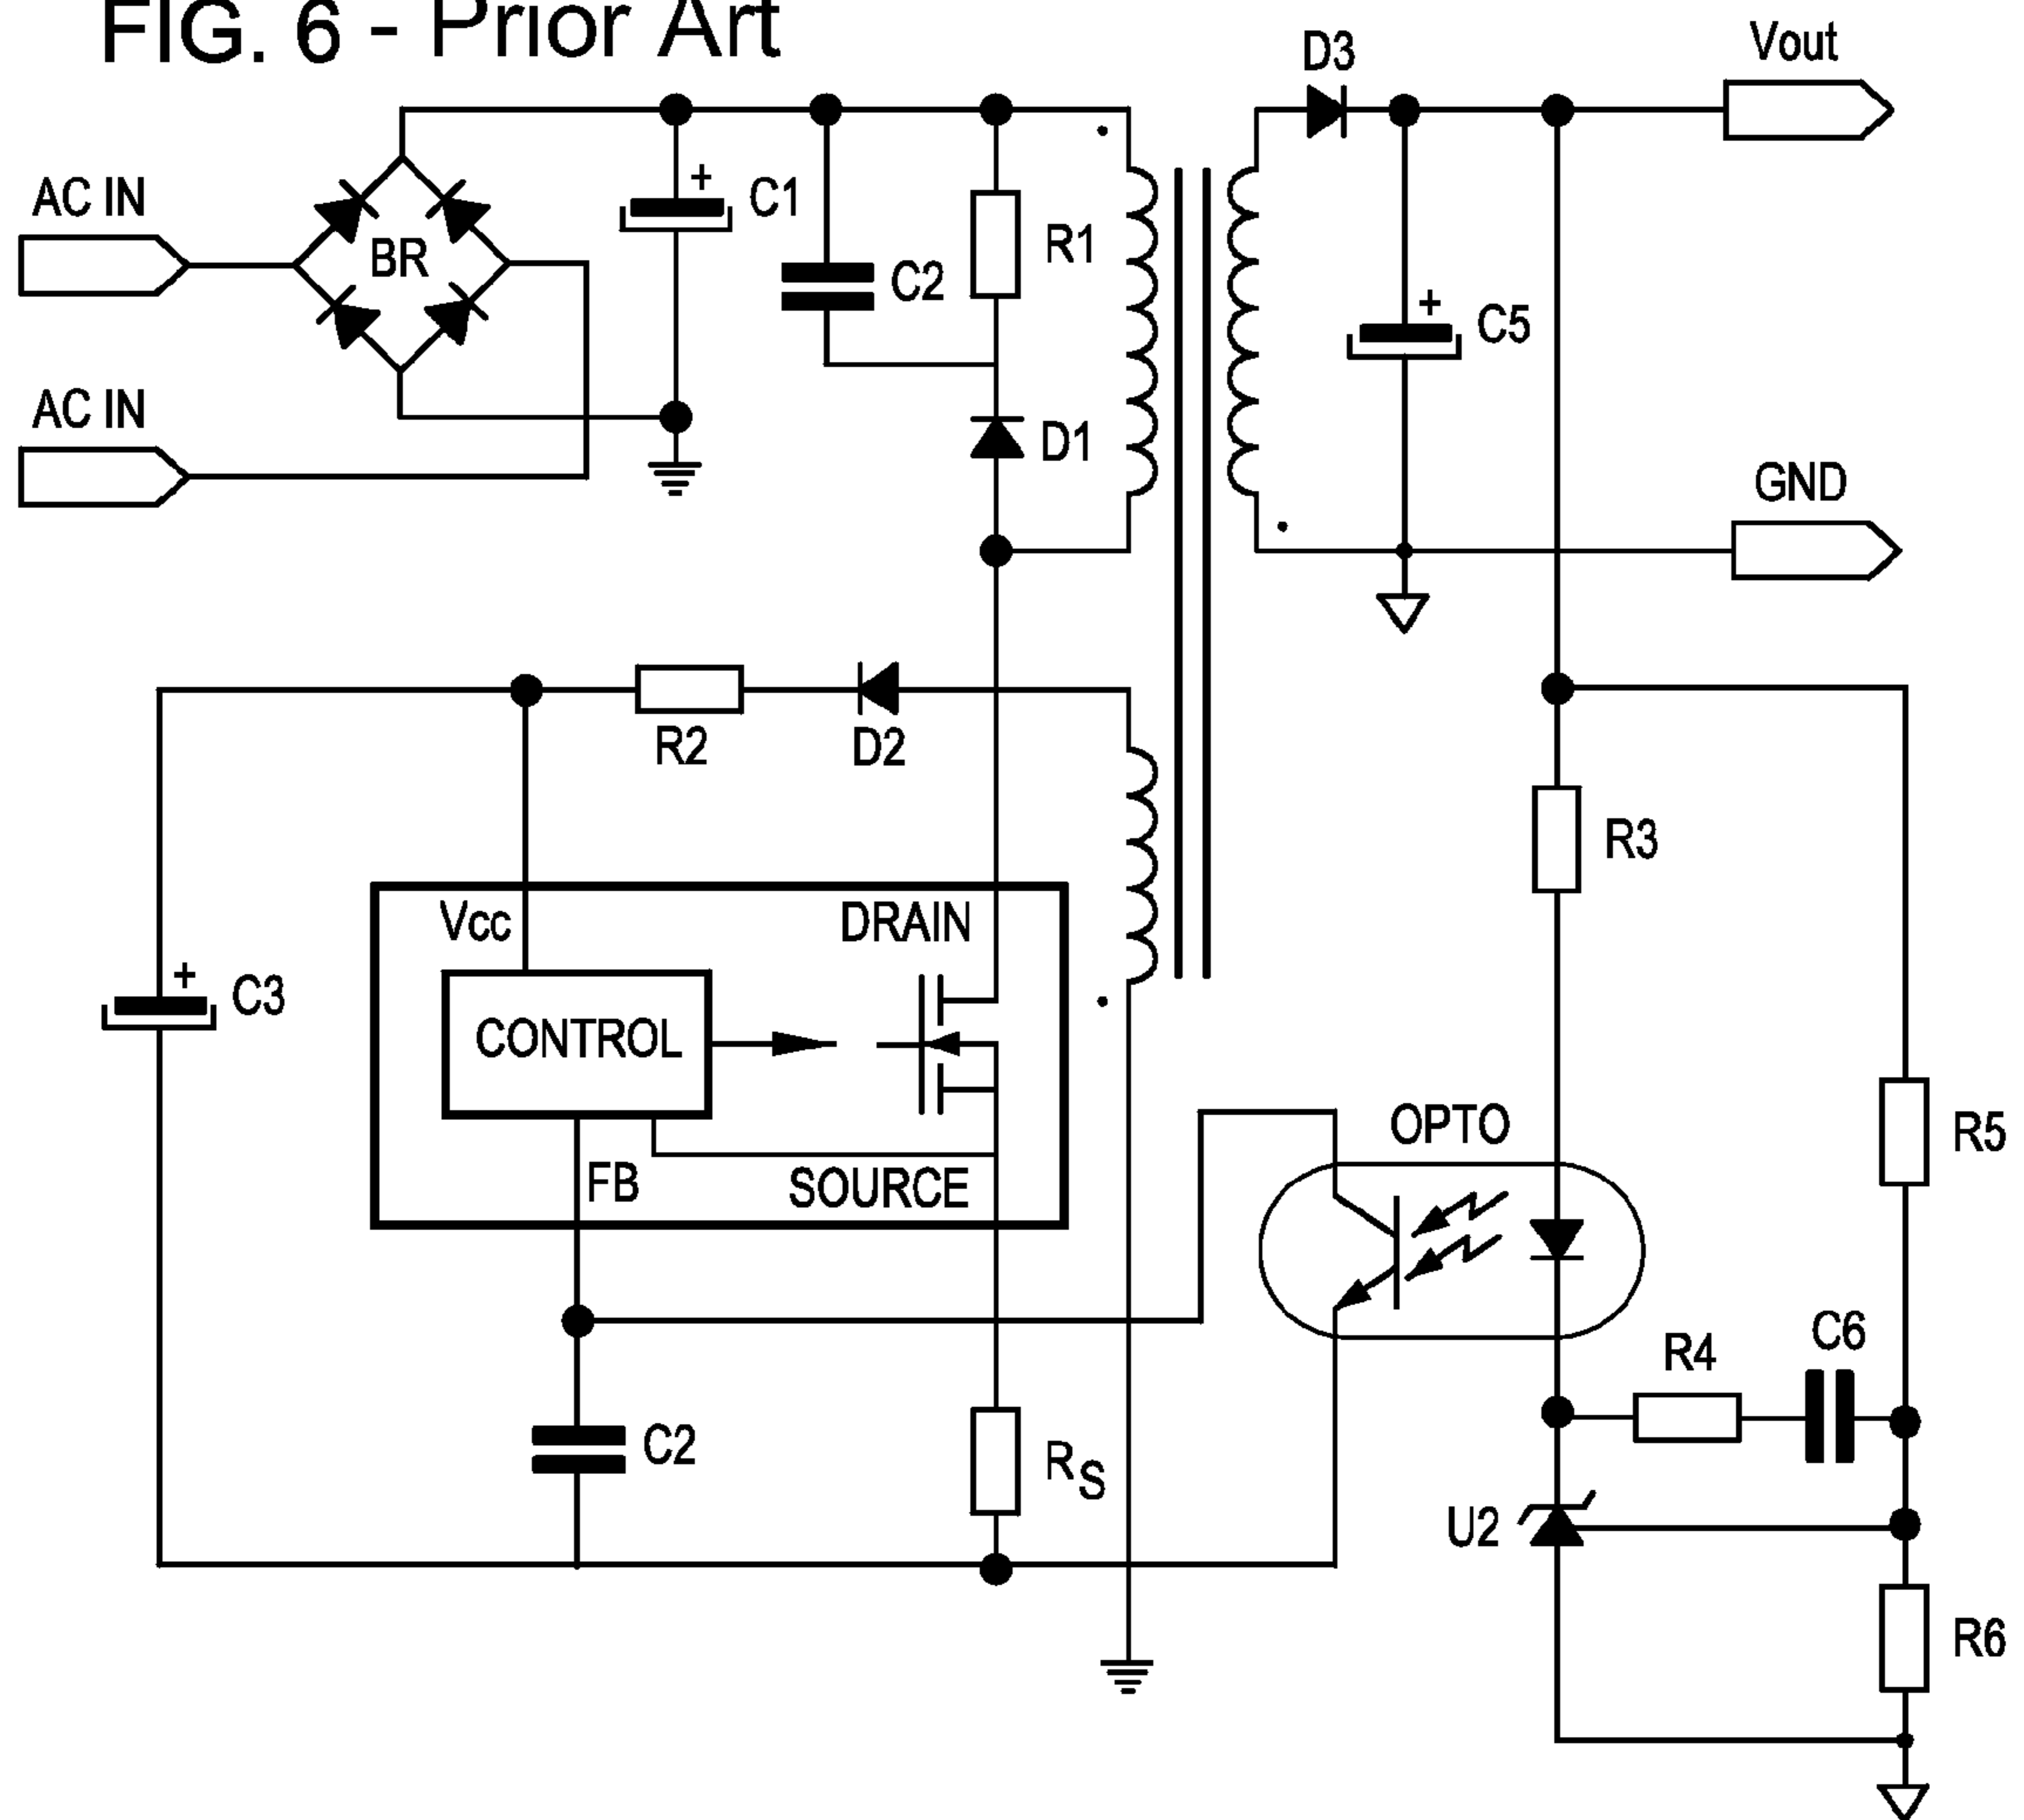 FIG. 6 - Prior Art
D3
Vout
AC IN
BR
+
C1
R1
C2
+
C5
AC IN
D1
GND
R2
D2
R3
Vcc
DRAIN
+
C3
CONTROL
FB
SOURCE
OPTO
R5
R4
C6
C2
RS
U2
R6